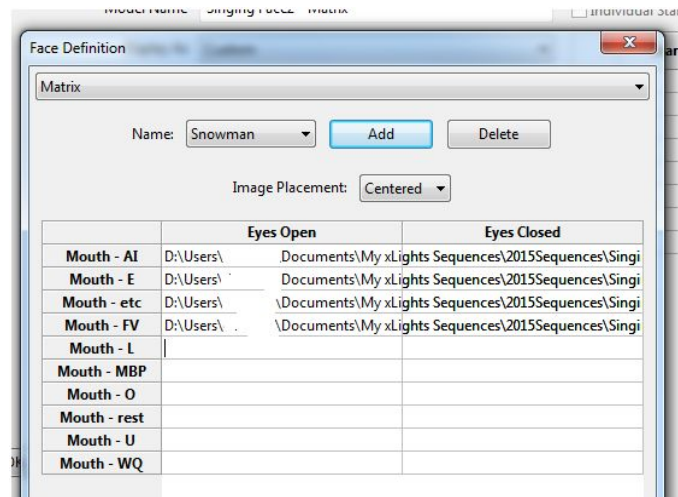 Model Name Singing Face2 - Matrix Individual Star
Face Definition
Matrix
Name: Snowman Add Delete
Image Placement: Centered
Eyes Open Eyes Closed
Mouth - AI D:\Users\ Documents\My xLights Sequences\2015Sequences\Singi
Mouth - E D:\Users\ Documents\My xLights Sequences\2015Sequences\Singi
Mouth - etc D:\Users\ \Documents\My xLights Sequences\2015Sequences\Singi
Mouth - FV D:\Users\ \Documents\My xLights Sequences\2015Sequences\Singi
Mouth - L
Mouth - MBP
Mouth - O
Mouth - rest
Mouth - U
Mouth - WQ